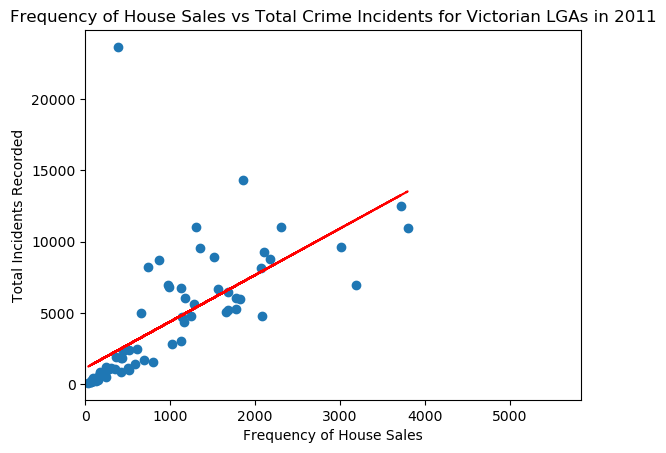 Frequency of House Sales vs Total Crime Incidents for Victorian LGAs in 2011
20000
15000
10000
5000
0
Total Incidents Recorded
0 1000 2000 3000 4000 5000
Frequency of House Sales